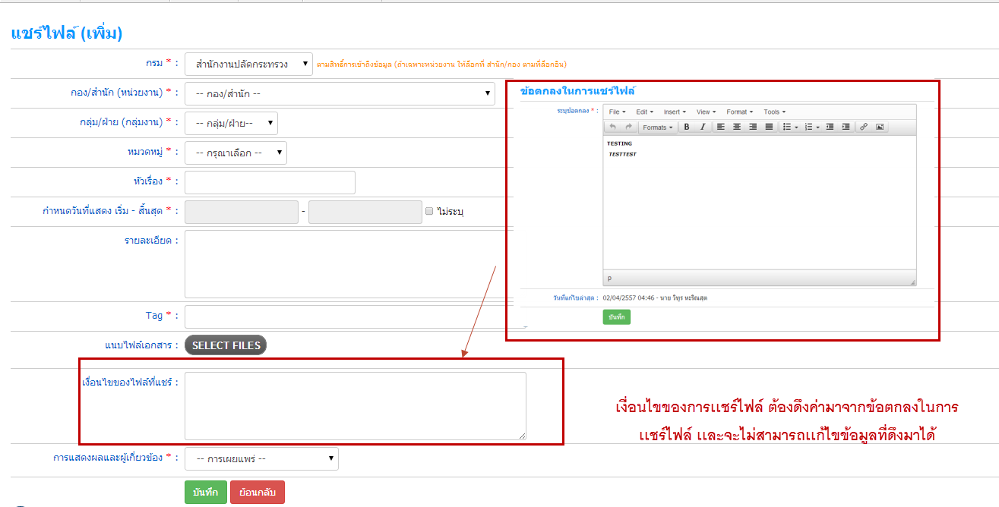 แชร์ไฟล์ (เพิ่ม)
กรม * : สำนักงานปลัดกระทรวง ตามสิทธิ์การเข้าถึงข้อมูล (ถ้าเฉพาะหน่วยงาน ให้ล็อกที่ สำนัก/กอง ตามที่ล็อกอิน)
กอง/สำนัก (หน่วยงาน) * : -- กอง/สำนัก --
กลุ่ม/ฝ่าย (กลุ่มงาน) * : -- กลุ่ม/ฝ่าย--
หมวดหมู่ * : -- กรุณาเลือก --
หัวเรื่อง * :
กำหนดวันที่แสดง เริ่ม - สิ้นสุด * : - ไม่ระบุ
รายละเอียด :
Tag * :
แนบไฟล์เอกสาร : SELECT FILES
เงื่อนไขของไฟล์ที่แชร์ :
การแสดงผลและผู้เกี่ยวข้อง * : -- การเผยแพร่ --
บันทึก ย้อนกลับ
ข้อตกลงในการแชร์ไฟล์
ระบุข้อตกลง * : File Edit Insert View Format Tools
Formats B I
TESTING
TESTTEST
p
วันที่แก้ไขล่าสุด : 02/04/2557 04:46 - นาย วิฑูร
บันทึก
เงื่อนไขของการแชร์ไฟล์ ต้องดึงค่ามาจากข้อตกลงในการ
แชร์ไฟล์ และจะไม่สามารถแก้ไขข้อมูลที่ดึงมาได้